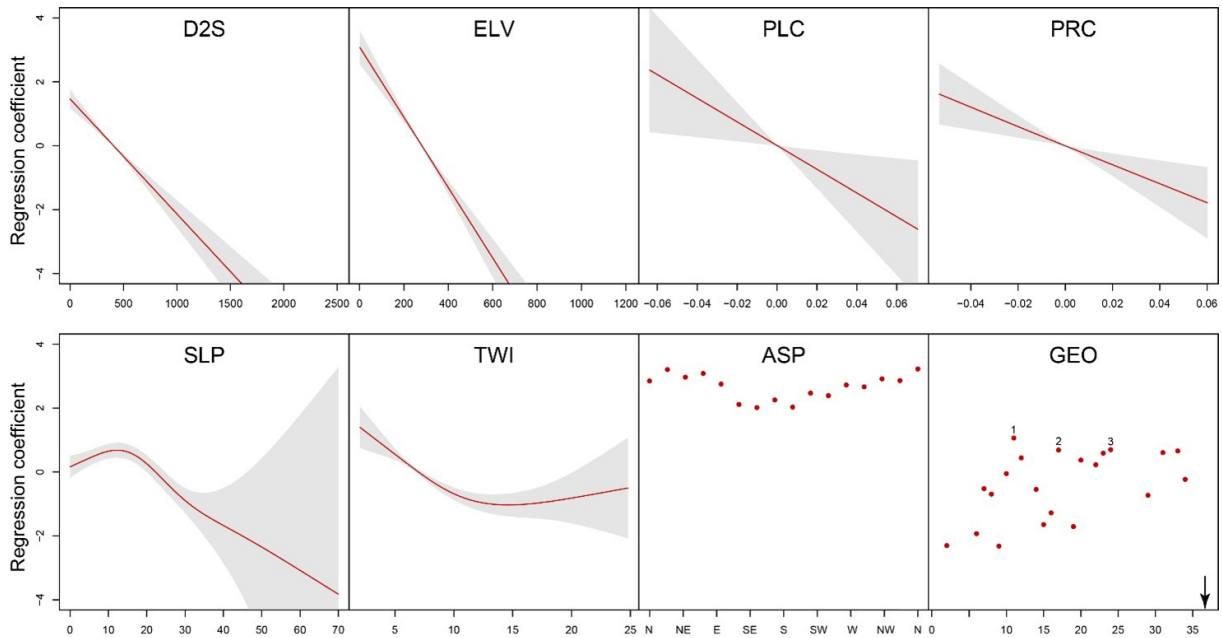 D2S ELV PLC PRC
Regression coefficient
4
2
0
−2
−4
0 500 1000 1500 2000 2500
0 200 400 600 800 1000 1200
−0.06 −0.04 −0.02 0.00 0.02 0.04 0.06
−0.04 −0.02 0.00 0.02 0.04 0.06
SLP TWI ASP GEO
Regression coefficient
4
2
0
−2
−4
1 2 3
0 10 20 30 40 50 60 70
5 10 15 20 25
N NE E SE S SW W NW N
0 5 10 15 20 25 30 35